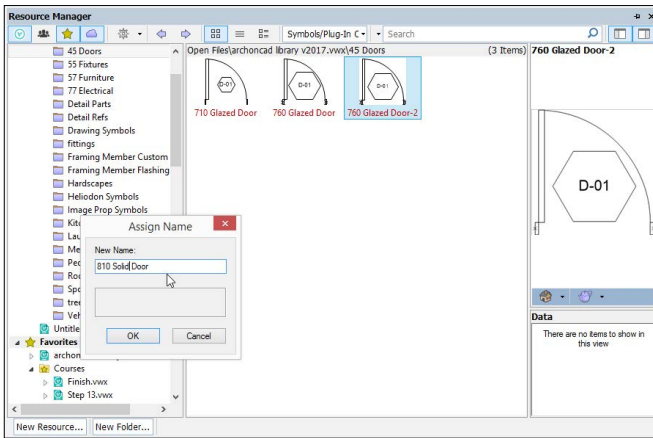 Resource Manager
Symbols/Plug-In C
Search
45 Doors
55 Fixtures
57 Furniture
77 Electrical
Detail Parts
Detail Refs
Drawing Symbols
fittings
Framing Member Custom
Framing Member Flashing
Hardscapes
Heliodon Symbols
Image Prop Symbols
Untitle
Favorites
archon
Courses
Finish.vwx
Step 13.vwx
New Resource...
New Folder...
Open Files\archoncad library v2017.vwx\45 Doors
(3 Items)
D-01
D-01
D-01
710 Glazed Door
760 Glazed Door
760 Glazed Door-2
Assign Name
New Name:
810 Solid Door
OK
Cancel
760 Glazed Door-2
D-01
Data
There are no items to show in
this view